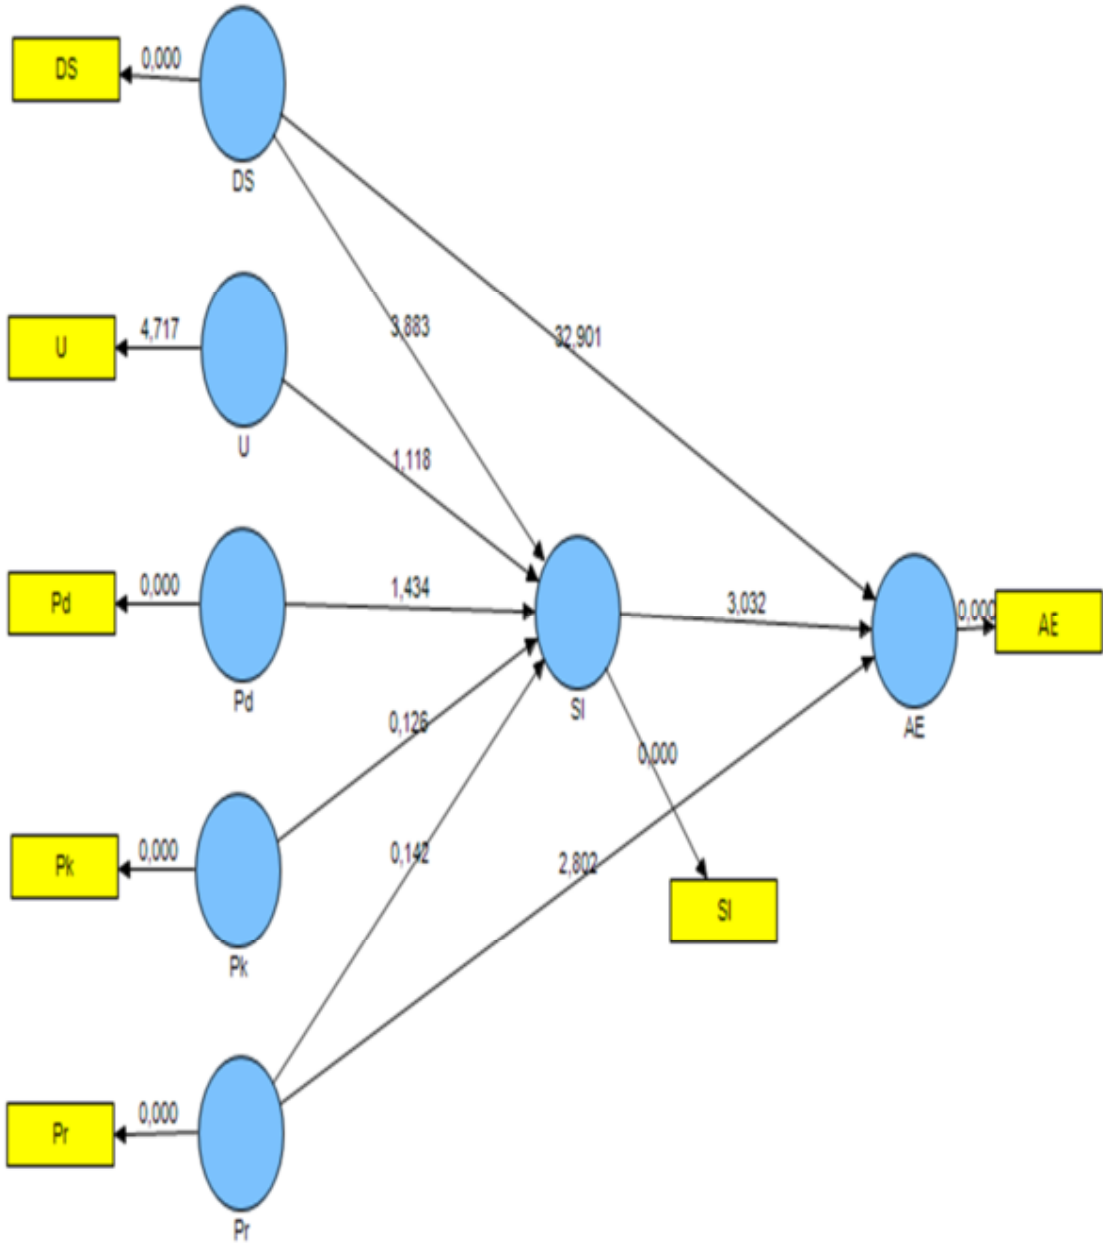 DS
0,000
DS
3,883
32,901
U
4,717
U
1,118
Pd
0,000
Pd
1,434
SI
3,032
AE
0,000
AE
0,126
0,000
SI
Pk
0,000
Pk
0,142
2,802
Pr
0,000
Pr